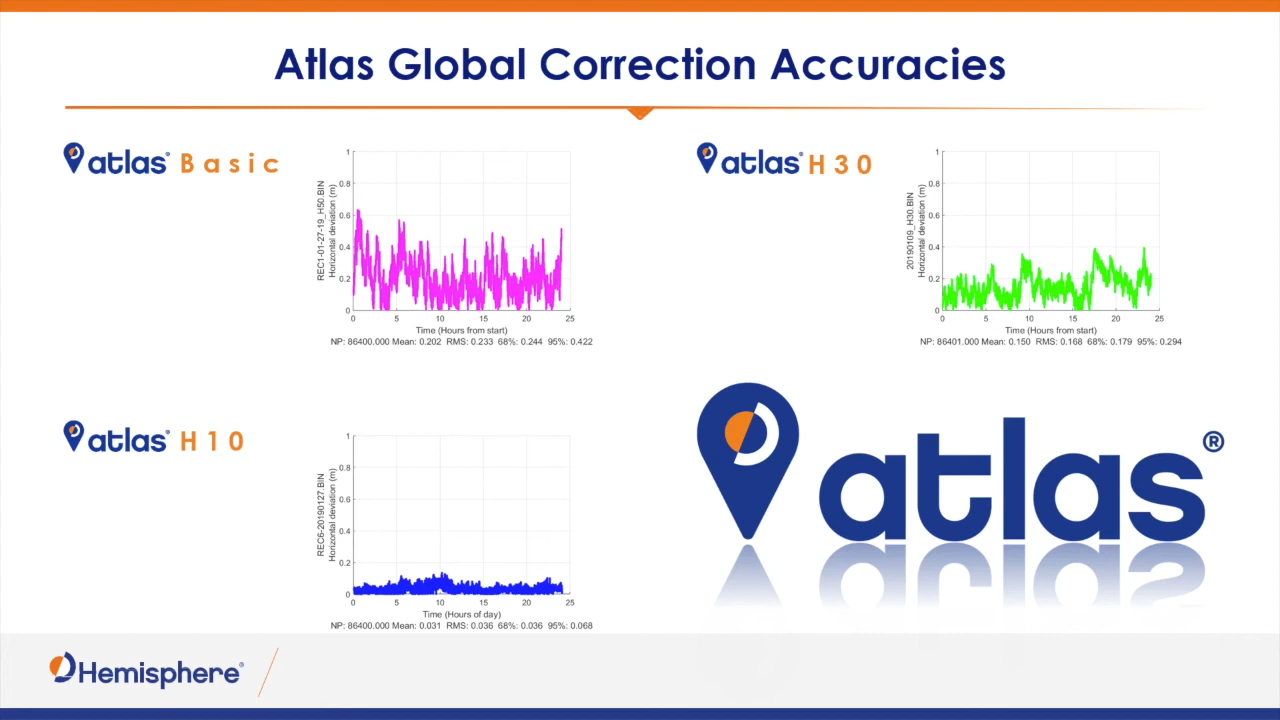 Atlas Global Correction Accuracies
atlas® Basic
REC1-01-27-19_H50.BIN
Horizontal deviation (m)
1
0.8
0.6
0.4
0.2
0
0 5 10 15 20 25
Time (Hours from start)
NP: 86400.000 Mean: 0.202 RMS: 0.233 68%: 0.244 95%: 0.422
atlas® H30
20190109_H30.BIN
Horizontal deviation (m)
1
0.8
0.6
0.4
0.2
0
0 5 10 15 20 25
Time (Hours from start)
NP: 86401.000 Mean: 0.150 RMS: 0.168 68%: 0.179 95%: 0.294
atlas® H10
REC6-20190127.BIN
Horizontal deviation (m)
1
0.8
0.6
0.4
0.2
0
0 5 10 15 20 25
Time (Hours of day)
NP: 86400.000 Mean: 0.031 RMS: 0.036 68%: 0.036 95%: 0.068
atlas®
Hemisphere®